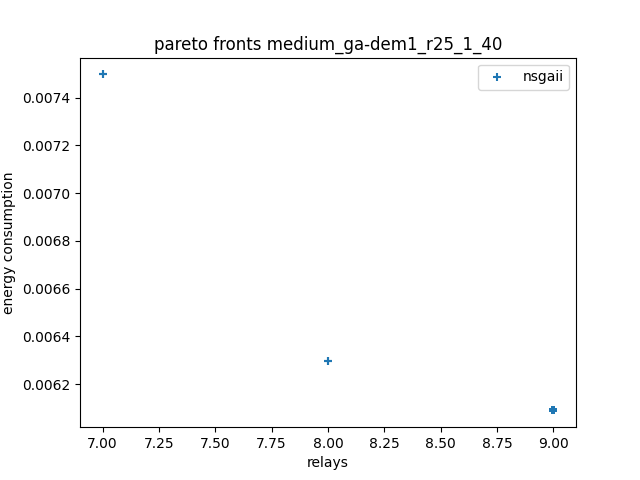 pareto fronts medium_ga-dem1_r25_1_40
nsgaii
0.0074
0.0072
0.0070
0.0068
0.0066
0.0064
0.0062
energy consumption
7.00 7.25 7.50 7.75 8.00 8.25 8.50 8.75 9.00
relays